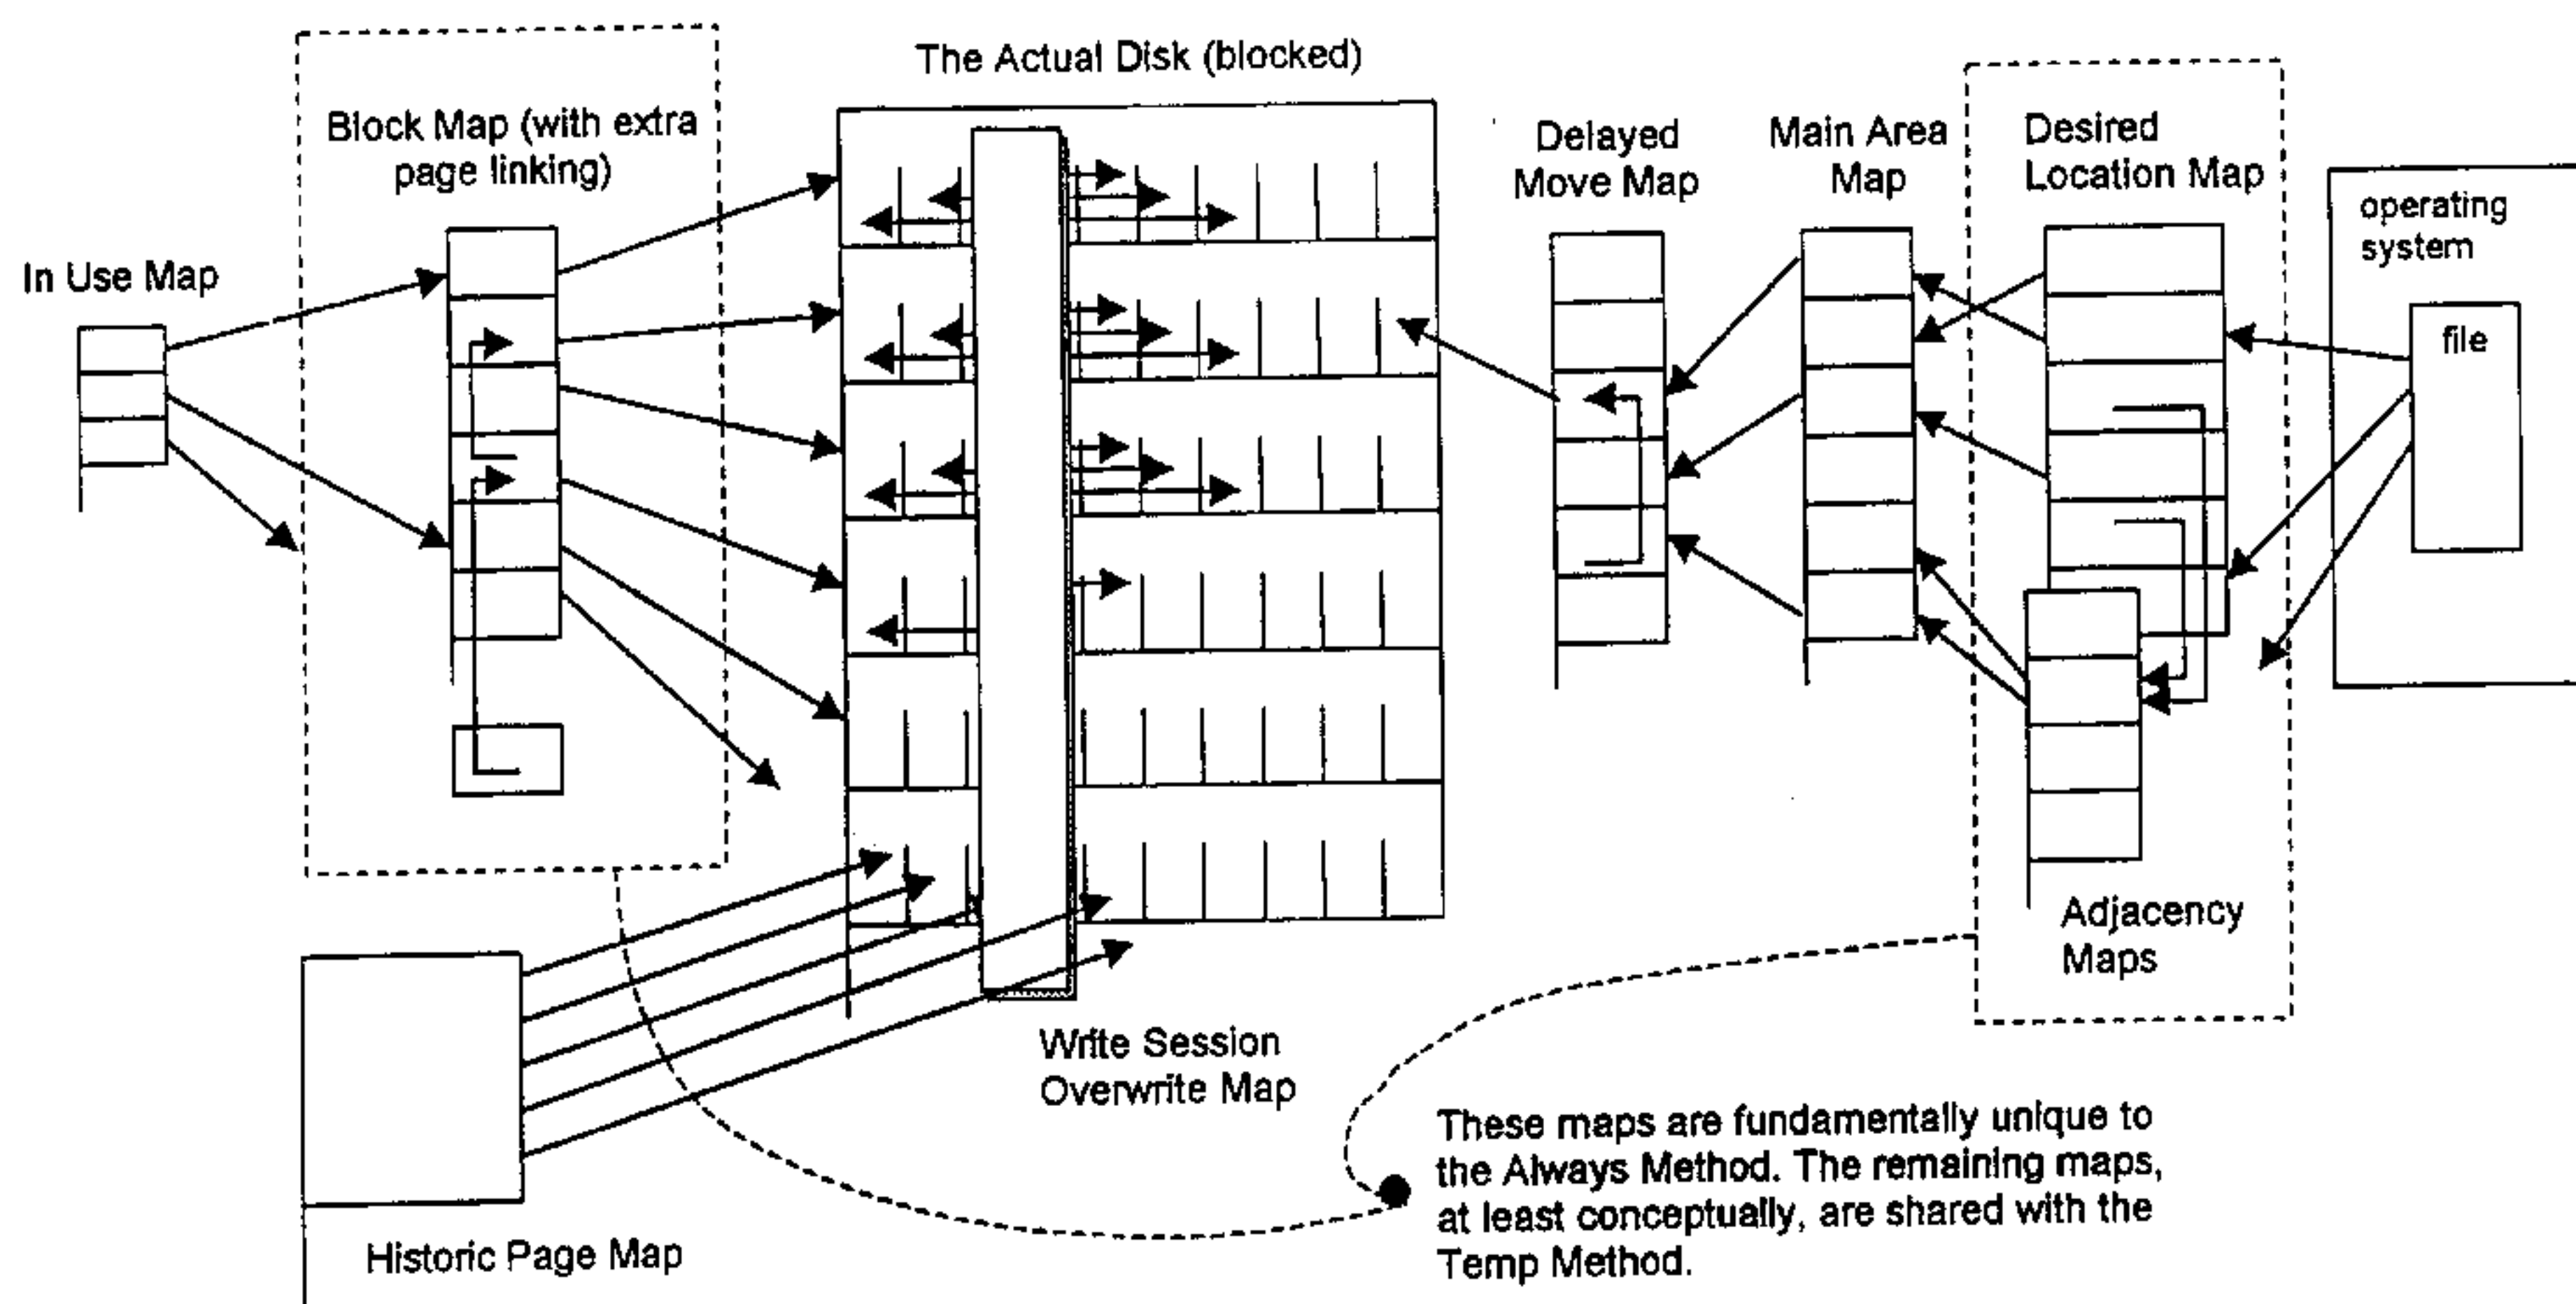 The Actual Disk (blocked)
Block Map (with extra
page linking)
Delayed
Move Map
Main Area
Map
Desired
Location Map
operating
system
In Use Map
file
Adjacency
Maps
Write Session
Overwrite Map
These maps are fundamentally unique to
the Always Method. The remaining maps,
at least conceptually, are shared with the
Temp Method.
Historic Page Map